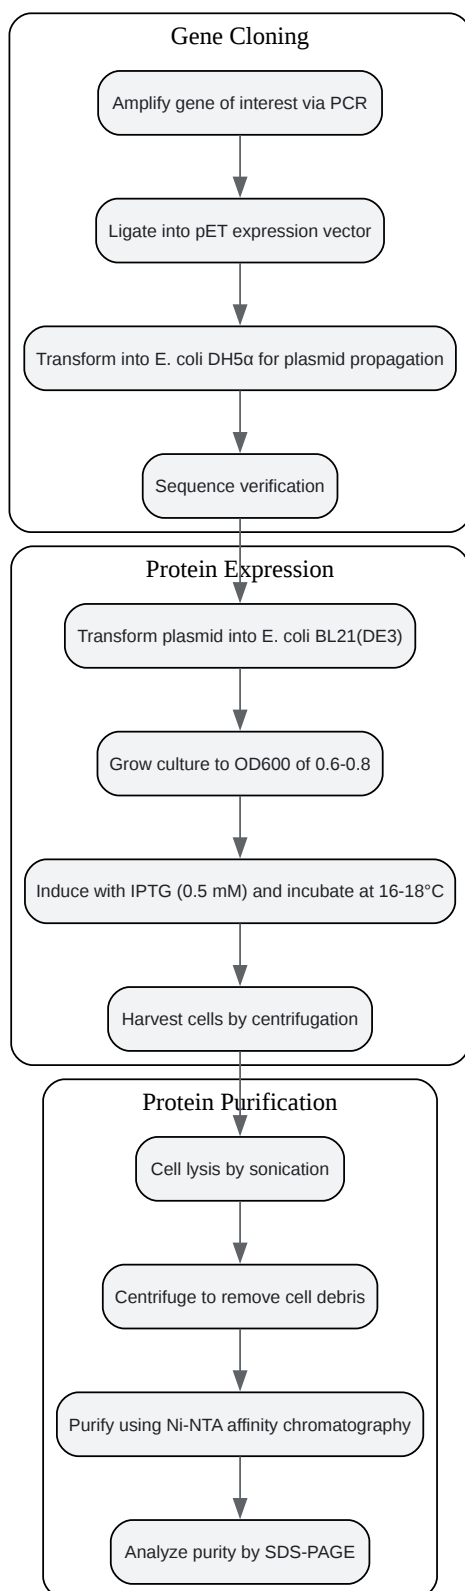 Gene Cloning
Amplify gene of interest via PCR
Ligate into pET expression vector
Transform into E. coli DH5α for plasmid propagation
Sequence verification
Protein Expression
Transform plasmid into E. coli BL21(DE3)
Grow culture to OD600 of 0.6-0.8
Induce with IPTG (0.5 mM) and incubate at 16-18°C
Harvest cells by centrifugation
Protein Purification
Cell lysis by sonication
Centrifuge to remove cell debris
Purify using Ni-NTA affinity chromatography
Analyze purity by SDS-PAGE